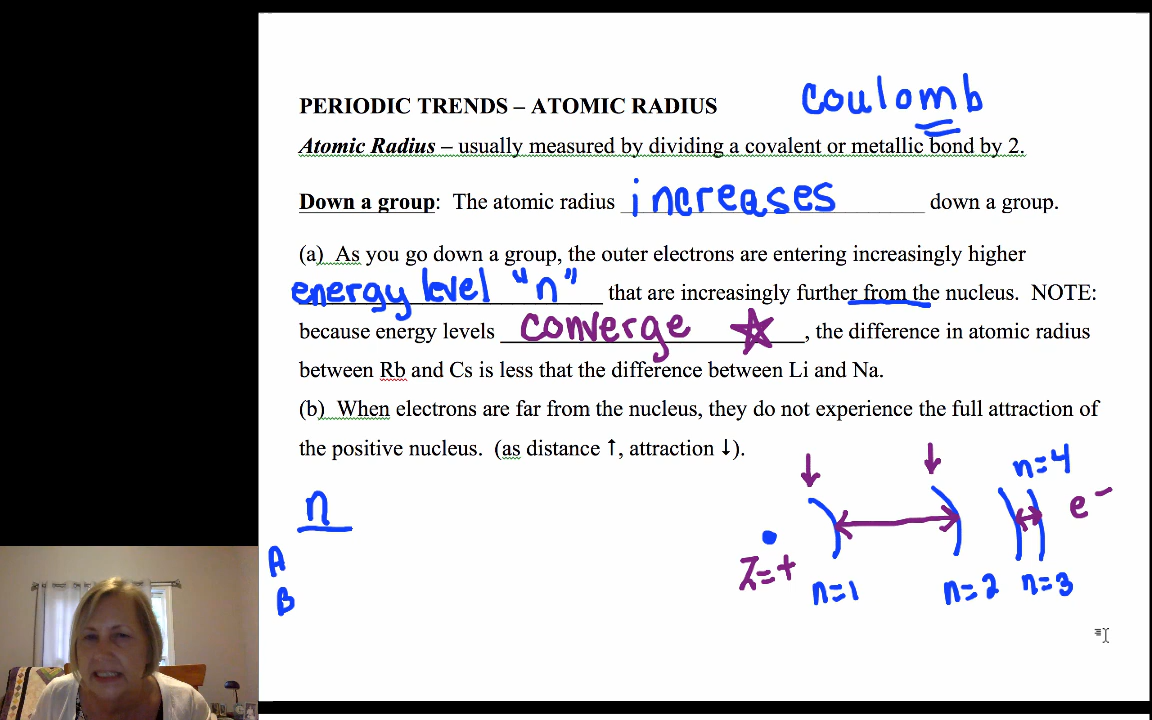 coulomb
PERIODIC TRENDS – ATOMIC RADIUS
Atomic Radius – usually measured by dividing a covalent or metallic bond by 2.
Down a group: The atomic radius increases down a group.
(a) As you go down a group, the outer electrons are entering increasingly higher
energy level "n" that are increasingly further from the nucleus. NOTE:
because energy levels converge ☆, the difference in atomic radius
between Rb and Cs is less that the difference between Li and Na.
(b) When electrons are far from the nucleus, they do not experience the full attraction of
the positive nucleus. (as distance ↑, attraction ↓).
n=4
n
e-
A
Z=+
B
n=1 n=2 n=3